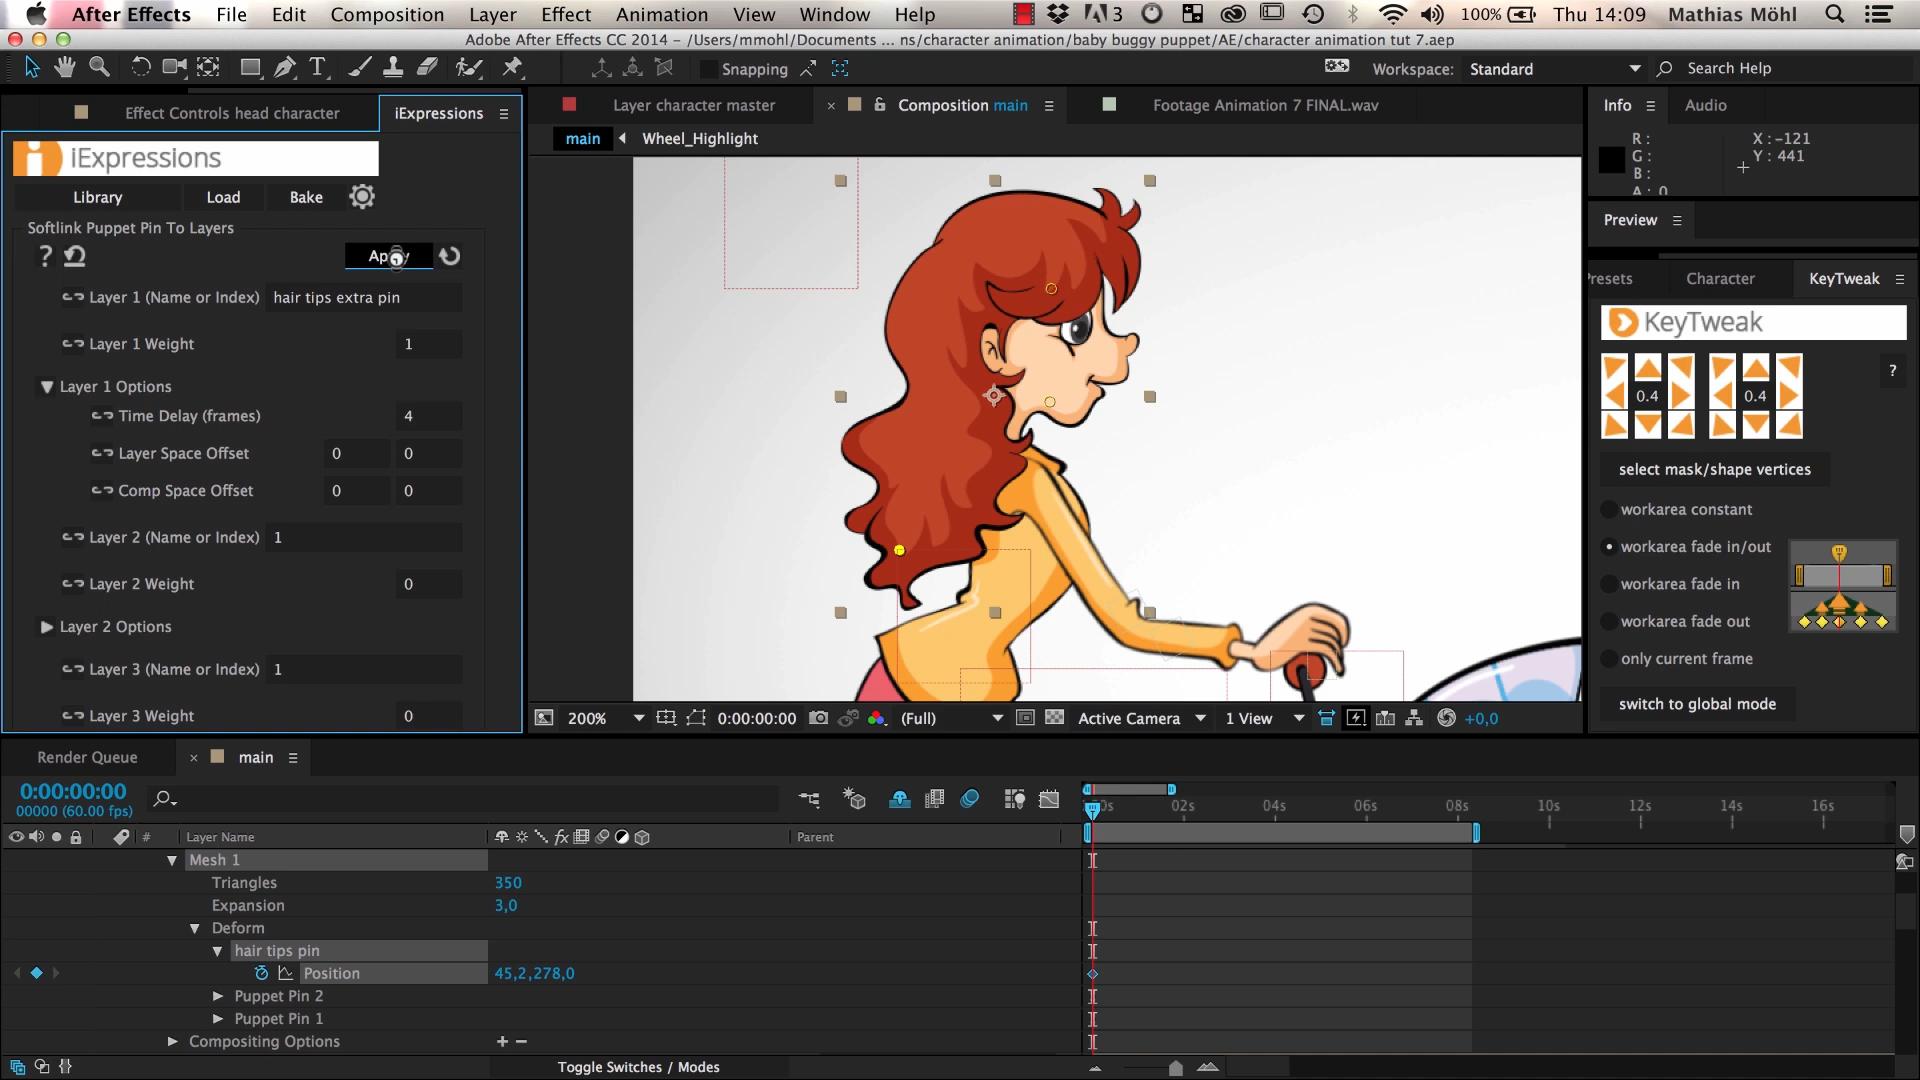 After Effects File Edit Composition Layer Effect Animation View Window Help 3 100% Thu 14:09 Mathias Möhl
Adobe After Effects CC 2014 – /Users/mmohl/Documents ... ns/character animation/baby buggy puppet/AE/character animation tut 7.aep
T Snapping Workspace: Standard Search Help
Effect Controls head character iExpressions
Layer character master × Composition main Footage Animation 7 FINAL.wav
Info Audio
main Wheel_Highlight
R : X : -121
G : Y : 441
B :
A : 0
iExpressions
Library Load Bake
Softlink Puppet Pin To Layers
? Apply
Layer 1 (Name or Index) hair tips extra pin
Layer 1 Weight 1
Layer 1 Options
Time Delay (frames) 4
Layer Space Offset 0 0
Comp Space Offset 0 0
Layer 2 (Name or Index) 1
Layer 2 Weight 0
Layer 2 Options
Layer 3 (Name or Index) 1
Layer 3 Weight 0
Preview
Presets Character KeyTweak
KeyTweak
0.4 0.4 ?
select mask/shape vertices
workarea constant
workarea fade in/out
workarea fade in
workarea fade out
only current frame
switch to global mode
200% 0:00:00:00 (Full) Active Camera 1 View +0,0
Render Queue × main
0:00:00:00
00000 (60.00 fps)
02s 04s 06s 08s 10s 12s 14s 16s
# Layer Name fx Parent
Mesh 1
Triangles 350
Expansion 3,0
Deform
hair tips pin
Position 45,2,278,0
Puppet Pin 2
Puppet Pin 1
Compositing Options + −
Toggle Switches / Modes